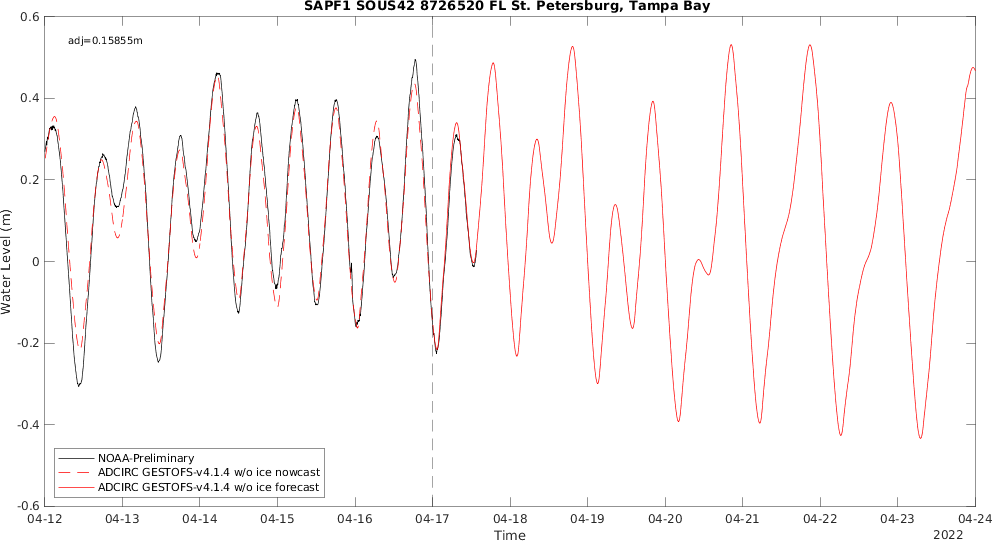 SAPF1 SOUS42 8726520 FL St. Petersburg, Tampa Bay
adj=0.15855m
0.6
0.4
0.2
0
-0.2
-0.4
-0.6
Water Level (m)
NOAA-Preliminary
ADCIRC GESTOFS-v4.1.4 w/o ice nowcast
ADCIRC GESTOFS-v4.1.4 w/o ice forecast
04-12 04-13 04-14 04-15 04-16 04-17 04-18 04-19 04-20 04-21 04-22 04-23 04-24
Time
2022